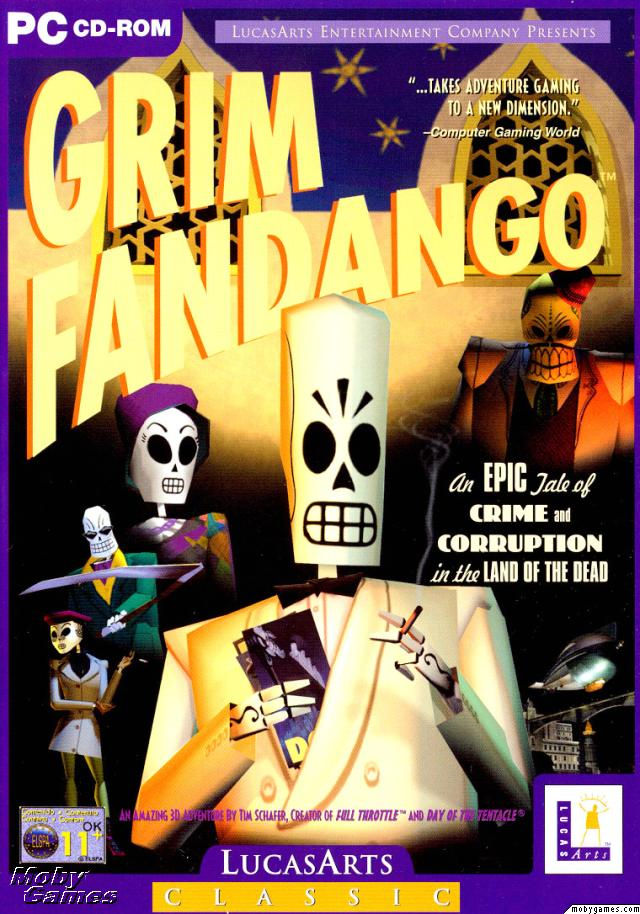 PC CD-ROM
LucasArts Entertainment Company Presents
"...TAKES ADVENTURE GAMING
TO A NEW DIMENSION."
—Computer Gaming World
GRIM
FANDANGO™
An EPIC Tale of
CRIME and
CORRUPTION
in the LAND OF THE DEAD
AN AMAZING 3D ADVENTURE BY TIM SCHAFER, CREATOR OF FULL THROTTLE™ AND DAY OF THE TENTACLE®
OK
ELSPA
11+
© ELSPA
LUCAS
Arts
LucasArts
CLASSIC
Moby
Games
mobygames.com